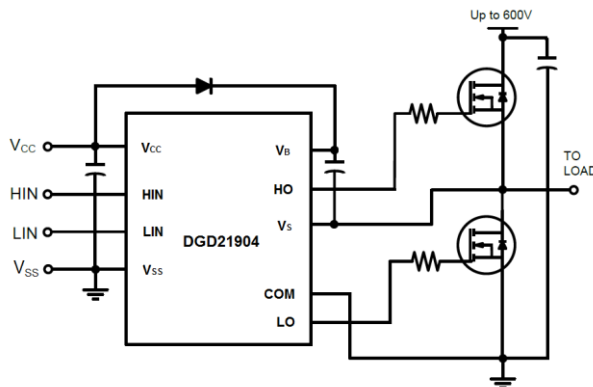 Up to 600V
VCC
HIN
LIN
VSS
VCC
HIN
LIN
VSS
DGD21904
VB
HO
VS
COM
LO
TO
LOAD